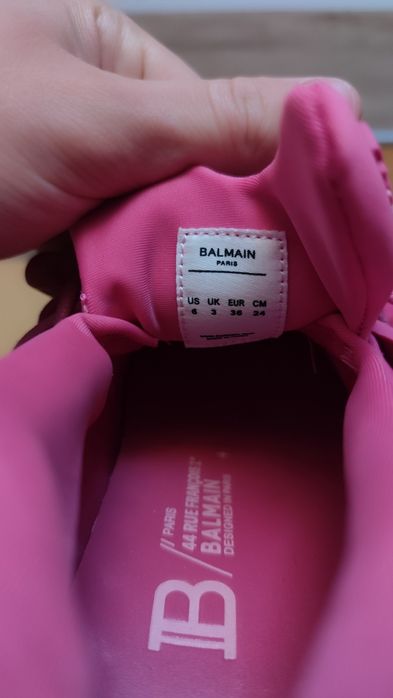 BALMAIN
PARIS
US UK EUR CM
6 3 36 24
B // PARIS
44 RUE FRANÇOIS 1ER
BALMAIN
DESIGNED IN PARIS